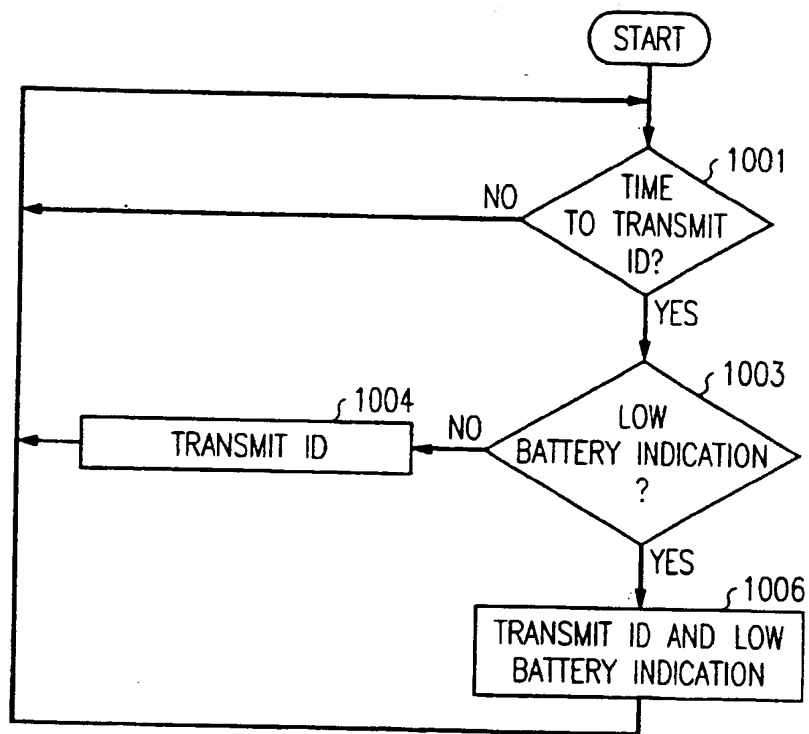 START
1001
TIME
TO TRANSMIT
ID?
NO
YES
1003
LOW
BATTERY INDICATION
?
NO
1004
TRANSMIT ID
YES
1006
TRANSMIT ID AND LOW
BATTERY INDICATION